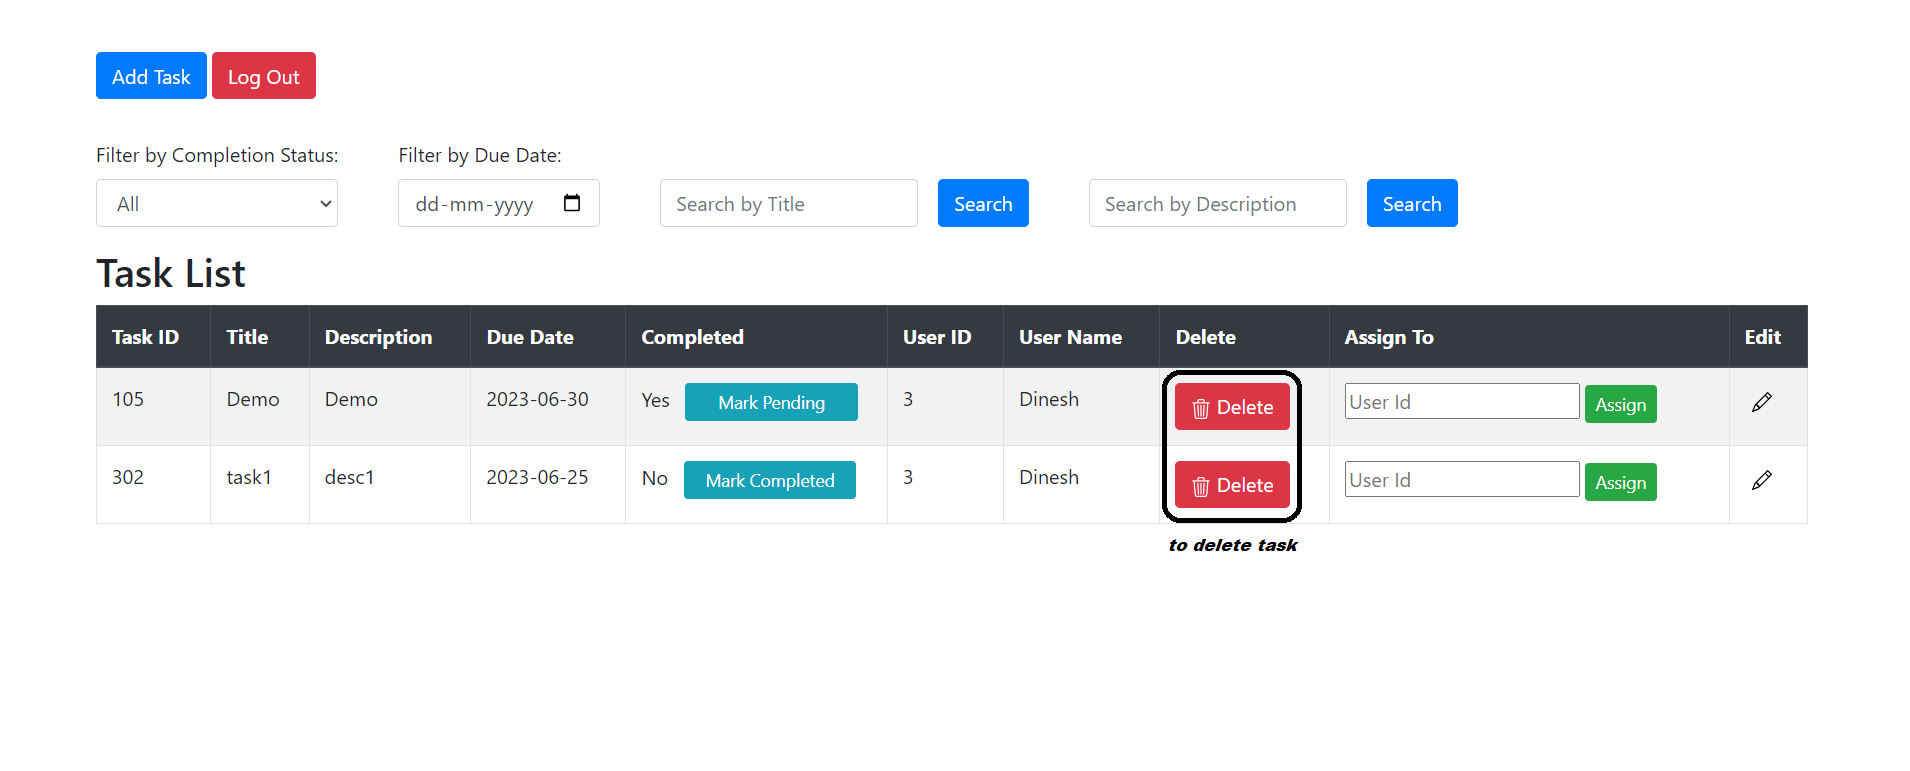 Add Task Log Out
Filter by Completion Status: Filter by Due Date:
All dd-mm-yyyy Search by Title Search Search by Description Search
Task List
Task ID Title Description Due Date Completed User ID User Name Delete Assign To Edit
105 Demo Demo 2023-06-30 Yes Mark Pending 3 Dinesh Delete User Id Assign
302 task1 desc1 2023-06-25 No Mark Completed 3 Dinesh Delete User Id Assign
to delete task